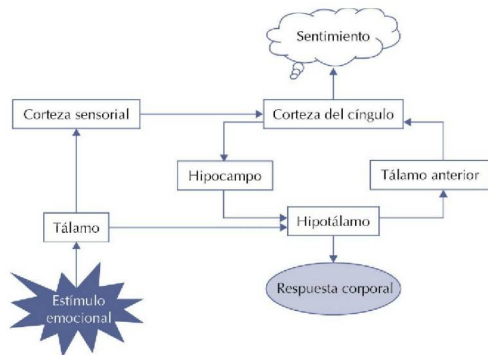 Sentimiento
Corteza sensorial
Corteza del cíngulo
Hipocampo
Tálamo anterior
Tálamo
Hipotálamo
Estímulo
emocional
Respuesta corporal